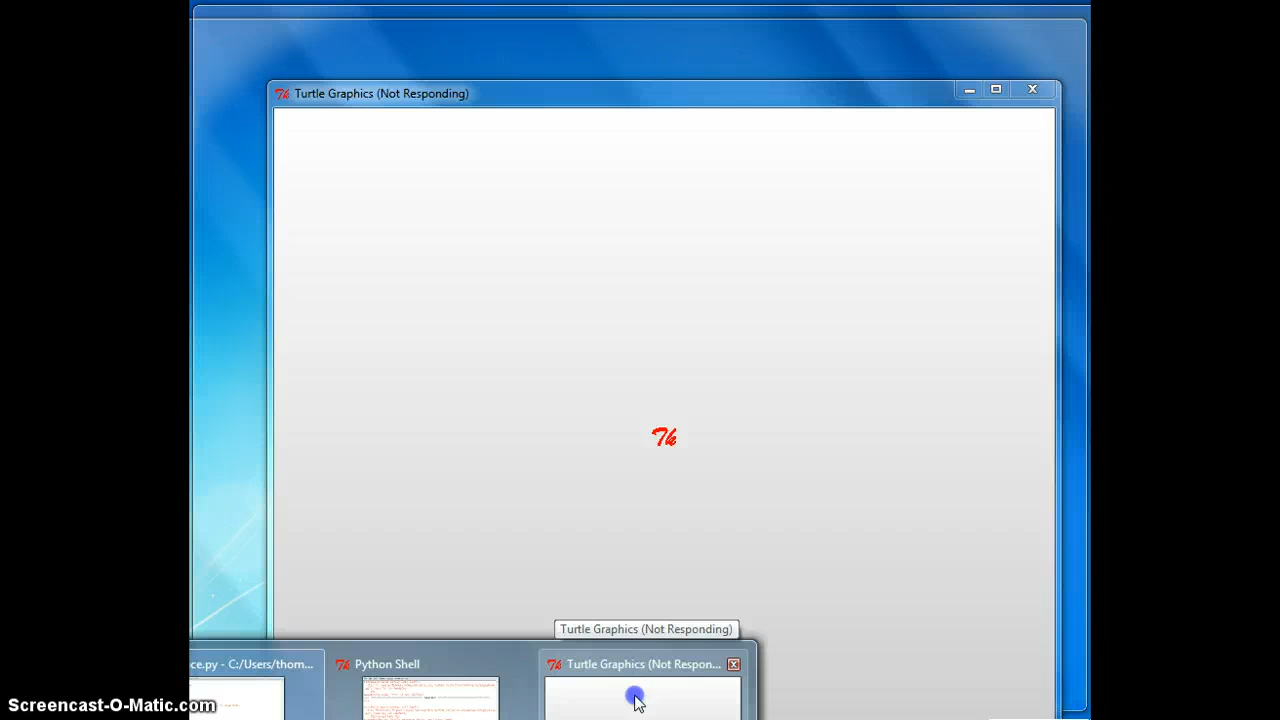 Turtle Graphics (Not Responding)
Tk
Turtle Graphics (Not Responding)
ce.py - C:/Users/thom...
Python Shell
Turtle Graphics (Not Respon...
Screencast-O-Matic.com